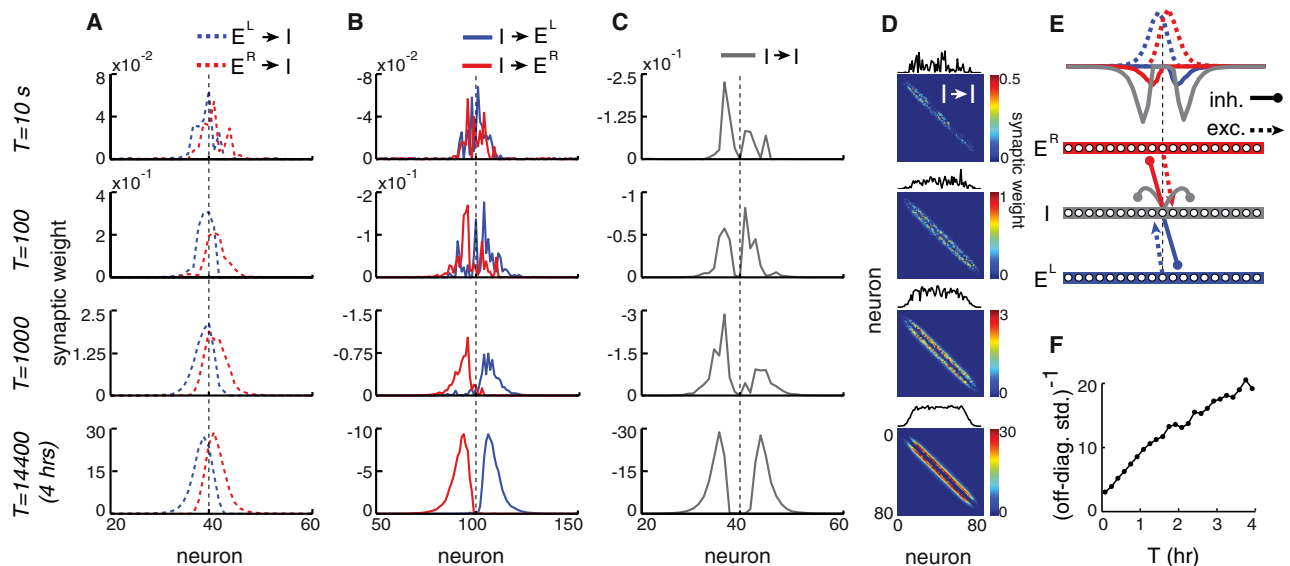 A
E^L → I
E^R → I
B
I → E^L
I → E^R
C
I → I
D
I → I
E
inh.
exc.
E^R
I
E^L
F
T=10 s
T=100
T=1000
T=14400
(4 hrs)
synaptic weight
x10^-2
8
4
0
x10^-1
4
2
0
2.5
1.25
0
30
15
0
20
40
60
neuron
x10^-2
-8
-4
0
x10^-1
-2
-1
0
-1.5
-0.75
0
-10
-5
0
50
100
150
neuron
x10^-1
-2.5
-1.25
0
-1
-0.5
0
-3
-1.5
0
-30
-15
0
20
40
60
neuron
0.5
0
1
0
3
0
30
0
synaptic weight
neuron
0
80
0
80
neuron
(off-diag. std.)^-1
20
10
0
0
1
2
3
4
T (hr)